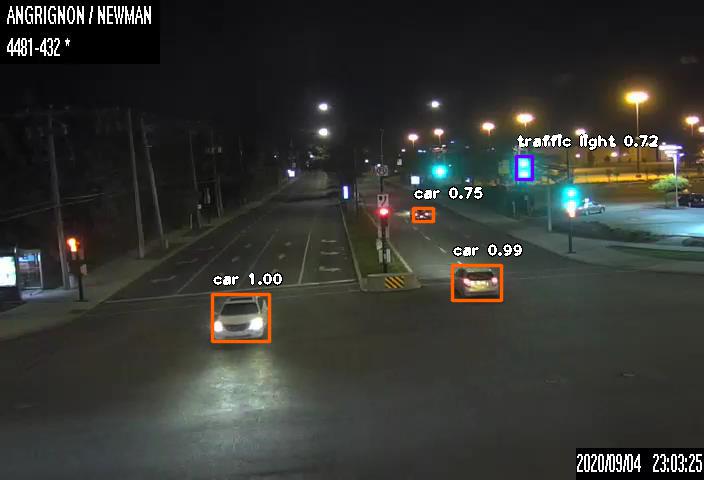 ANGRIGNON / NEWMAN
4481-432 *
traffic light 0.72
car 0.75
car 0.99
car 1.00
2020/09/04 23:03:25